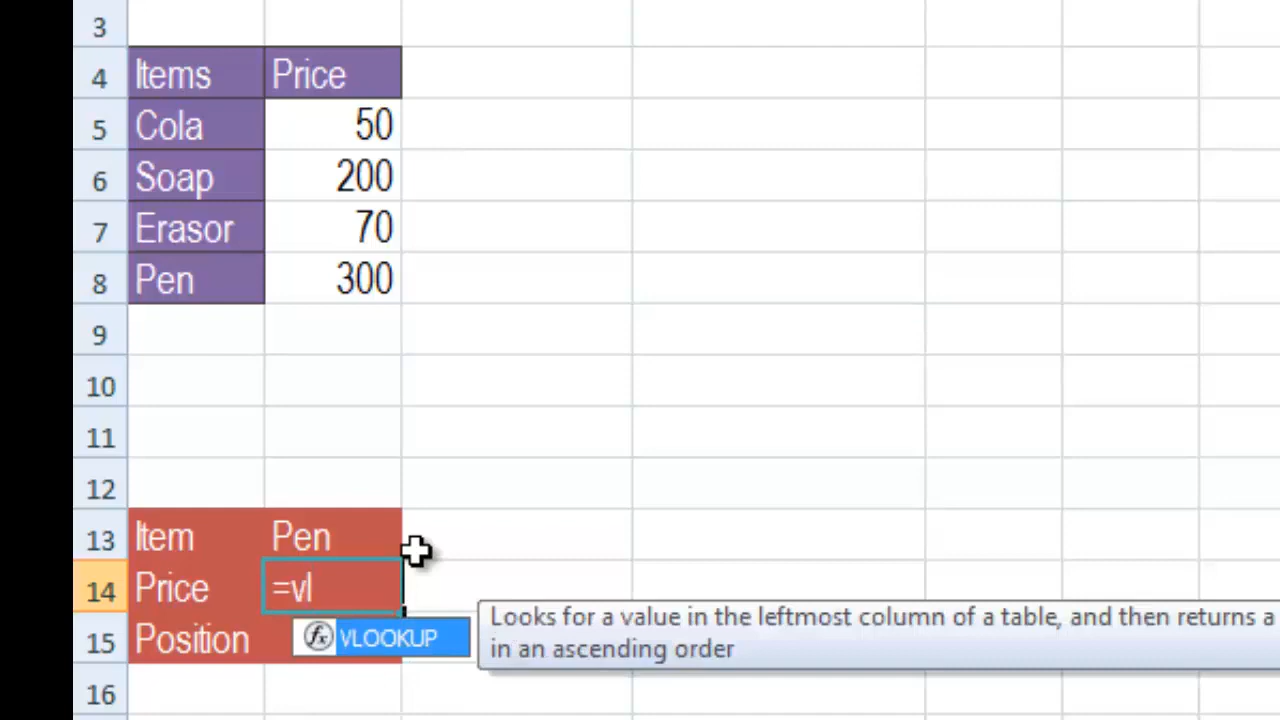 3
4 Items Price
5 Cola 50
6 Soap 200
7 Erasor 70
8 Pen 300
9
10
11
12
13 Item Pen
14 Price =vl
15 Position VLOOKUP
Looks for a value in the leftmost column of a table, and then returns a
in an ascending order
16